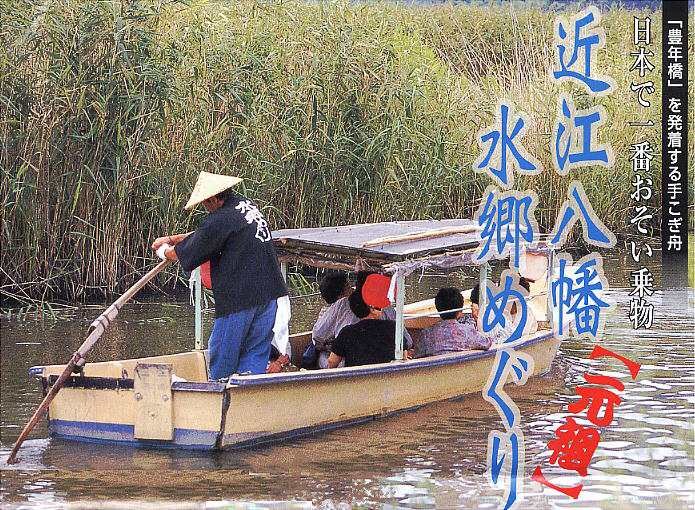 「豊年橋」を発着する手こぎ舟
日本で一番おそい乗物
近江八幡
水郷めぐり
【元祖】